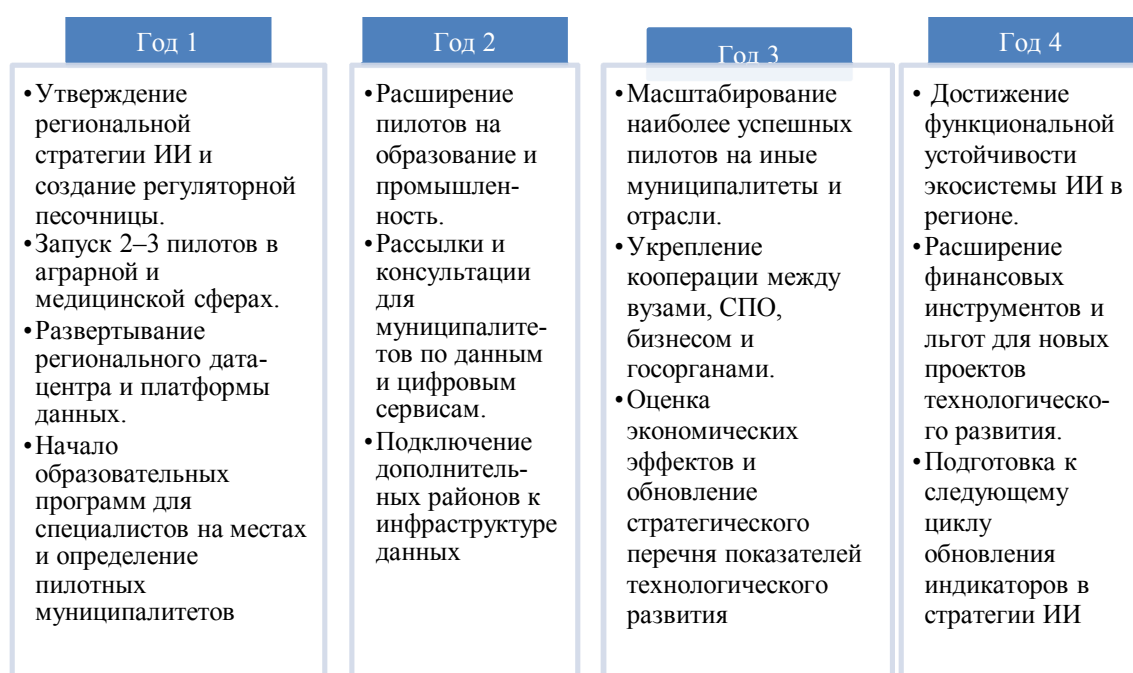 Год 1
• Утверждение
региональной
стратегии ИИ и
создание регуляторной
песочницы.
• Запуск 2–3 пилотов в
аграрной и
медицинской сферах.
• Развертывание
регионального дата-
центра и платформы
данных.
• Начало
образовательных
программ для
специалистов на местах
и определение
пилотных
муниципалитетов
Год 2
• Расширение
пилотов на
образование и
промышлен-
ность.
• Рассылки и
консультации
для
муниципалите-
тов по данным
и цифровым
сервисам.
• Подключение
дополнитель-
ных районов к
инфраструктуре
данных
Год 3
• Масштабирование
наиболее успешных
пилотов на иные
муниципалитеты и
отрасли.
• Укрепление
кооперации между
вузами, СПО,
бизнесом и
госорганами.
• Оценка
экономических
эффектов и
обновление
стратегического
перечня показателей
технологического
развития
Год 4
• Достижение
функциональной
устойчивости
экосистемы ИИ в
регионе.
• Расширение
финансовых
инструментов и
льгот для новых
проектов
технологическо-
го развития.
• Подготовка к
следующему
циклу
обновления
индикаторов в
стратегии ИИ